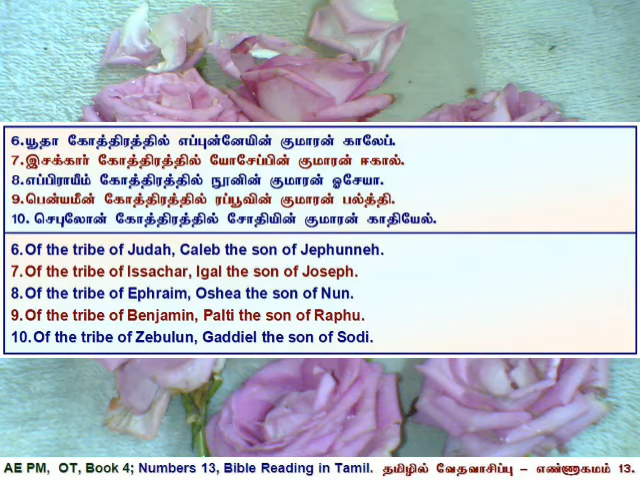 6.யூதா கோத்திரத்தில் எப்புன்னேயின் குமாரன் காலேப்.
7.இசக்கார் கோத்திரத்தில் யோசேப்பின் குமாரன் ஈகால்.
8.எப்பிராயீம் கோத்திரத்தில் நூனின் குமாரன் ஓசேயா.
9.பென்யமீன் கோத்திரத்தில் ரப்பூவின் குமாரன் பல்த்தி.
10. செபுலோன் கோத்திரத்தில் சோதியின் குமாரன் காதியேல்.
6.Of the tribe of Judah, Caleb the son of Jephunneh.
7.Of the tribe of Issachar, Igal the son of Joseph.
8.Of the tribe of Ephraim, Oshea the son of Nun.
9.Of the tribe of Benjamin, Palti the son of Raphu.
10.Of the tribe of Zebulun, Gaddiel the son of Sodi.
AE PM, OT, Book 4; Numbers 13, Bible Reading in Tamil. தமிழில் வேதவாசிப்பு – எண்ணாகமம் 13.